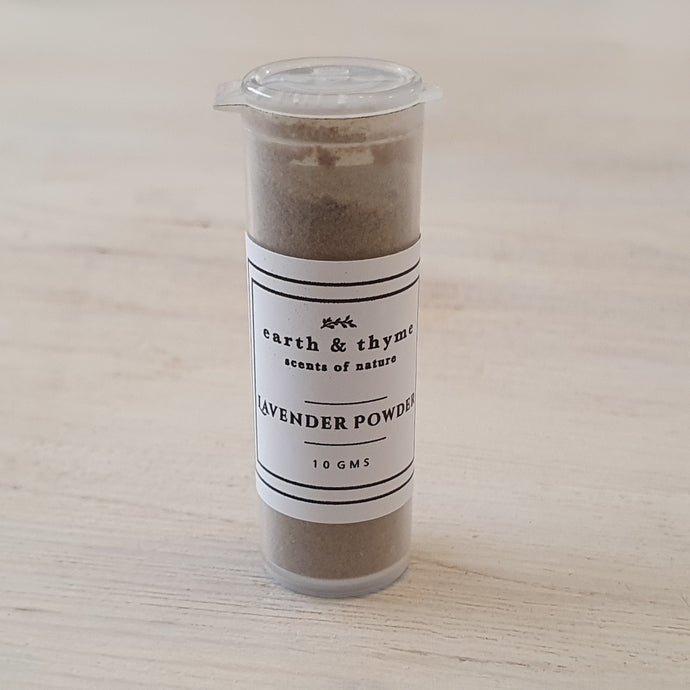 earth & thyme
scents of nature
LAVENDER POWDER
10 GMS